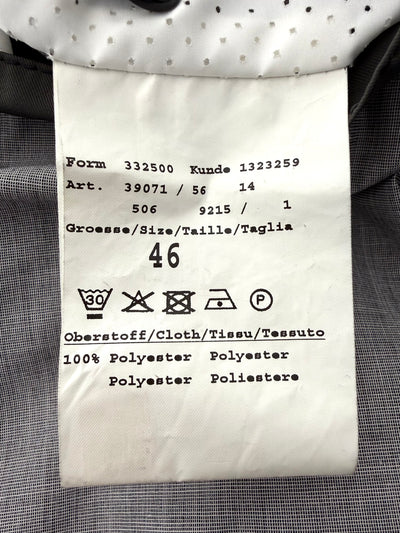 Form 332500 Kunde 1323259
Art. 39071 / 56 14
506 9215 / 1
Groesse/Size/Taille/Taglia
46
30 P
Oberstoff/Cloth/Tissu/Tessuto
100% Polyester Polyester
Polyester Poliestere